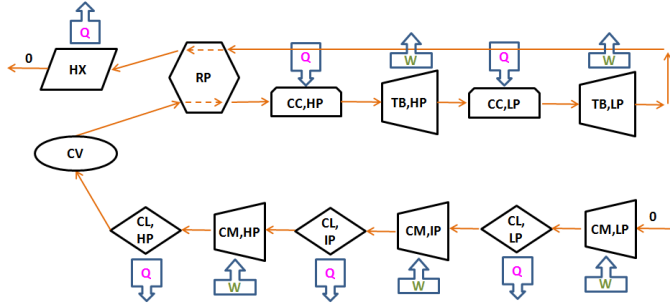 Q
0
HX
RP
Q
W
Q
W
CC,HP
TB,HP
CC,LP
TB,LP
CV
CL,
HP
CM,HP
CL,
IP
CM,IP
CL,
LP
CM,LP
0
Q
W
Q
W
Q
W